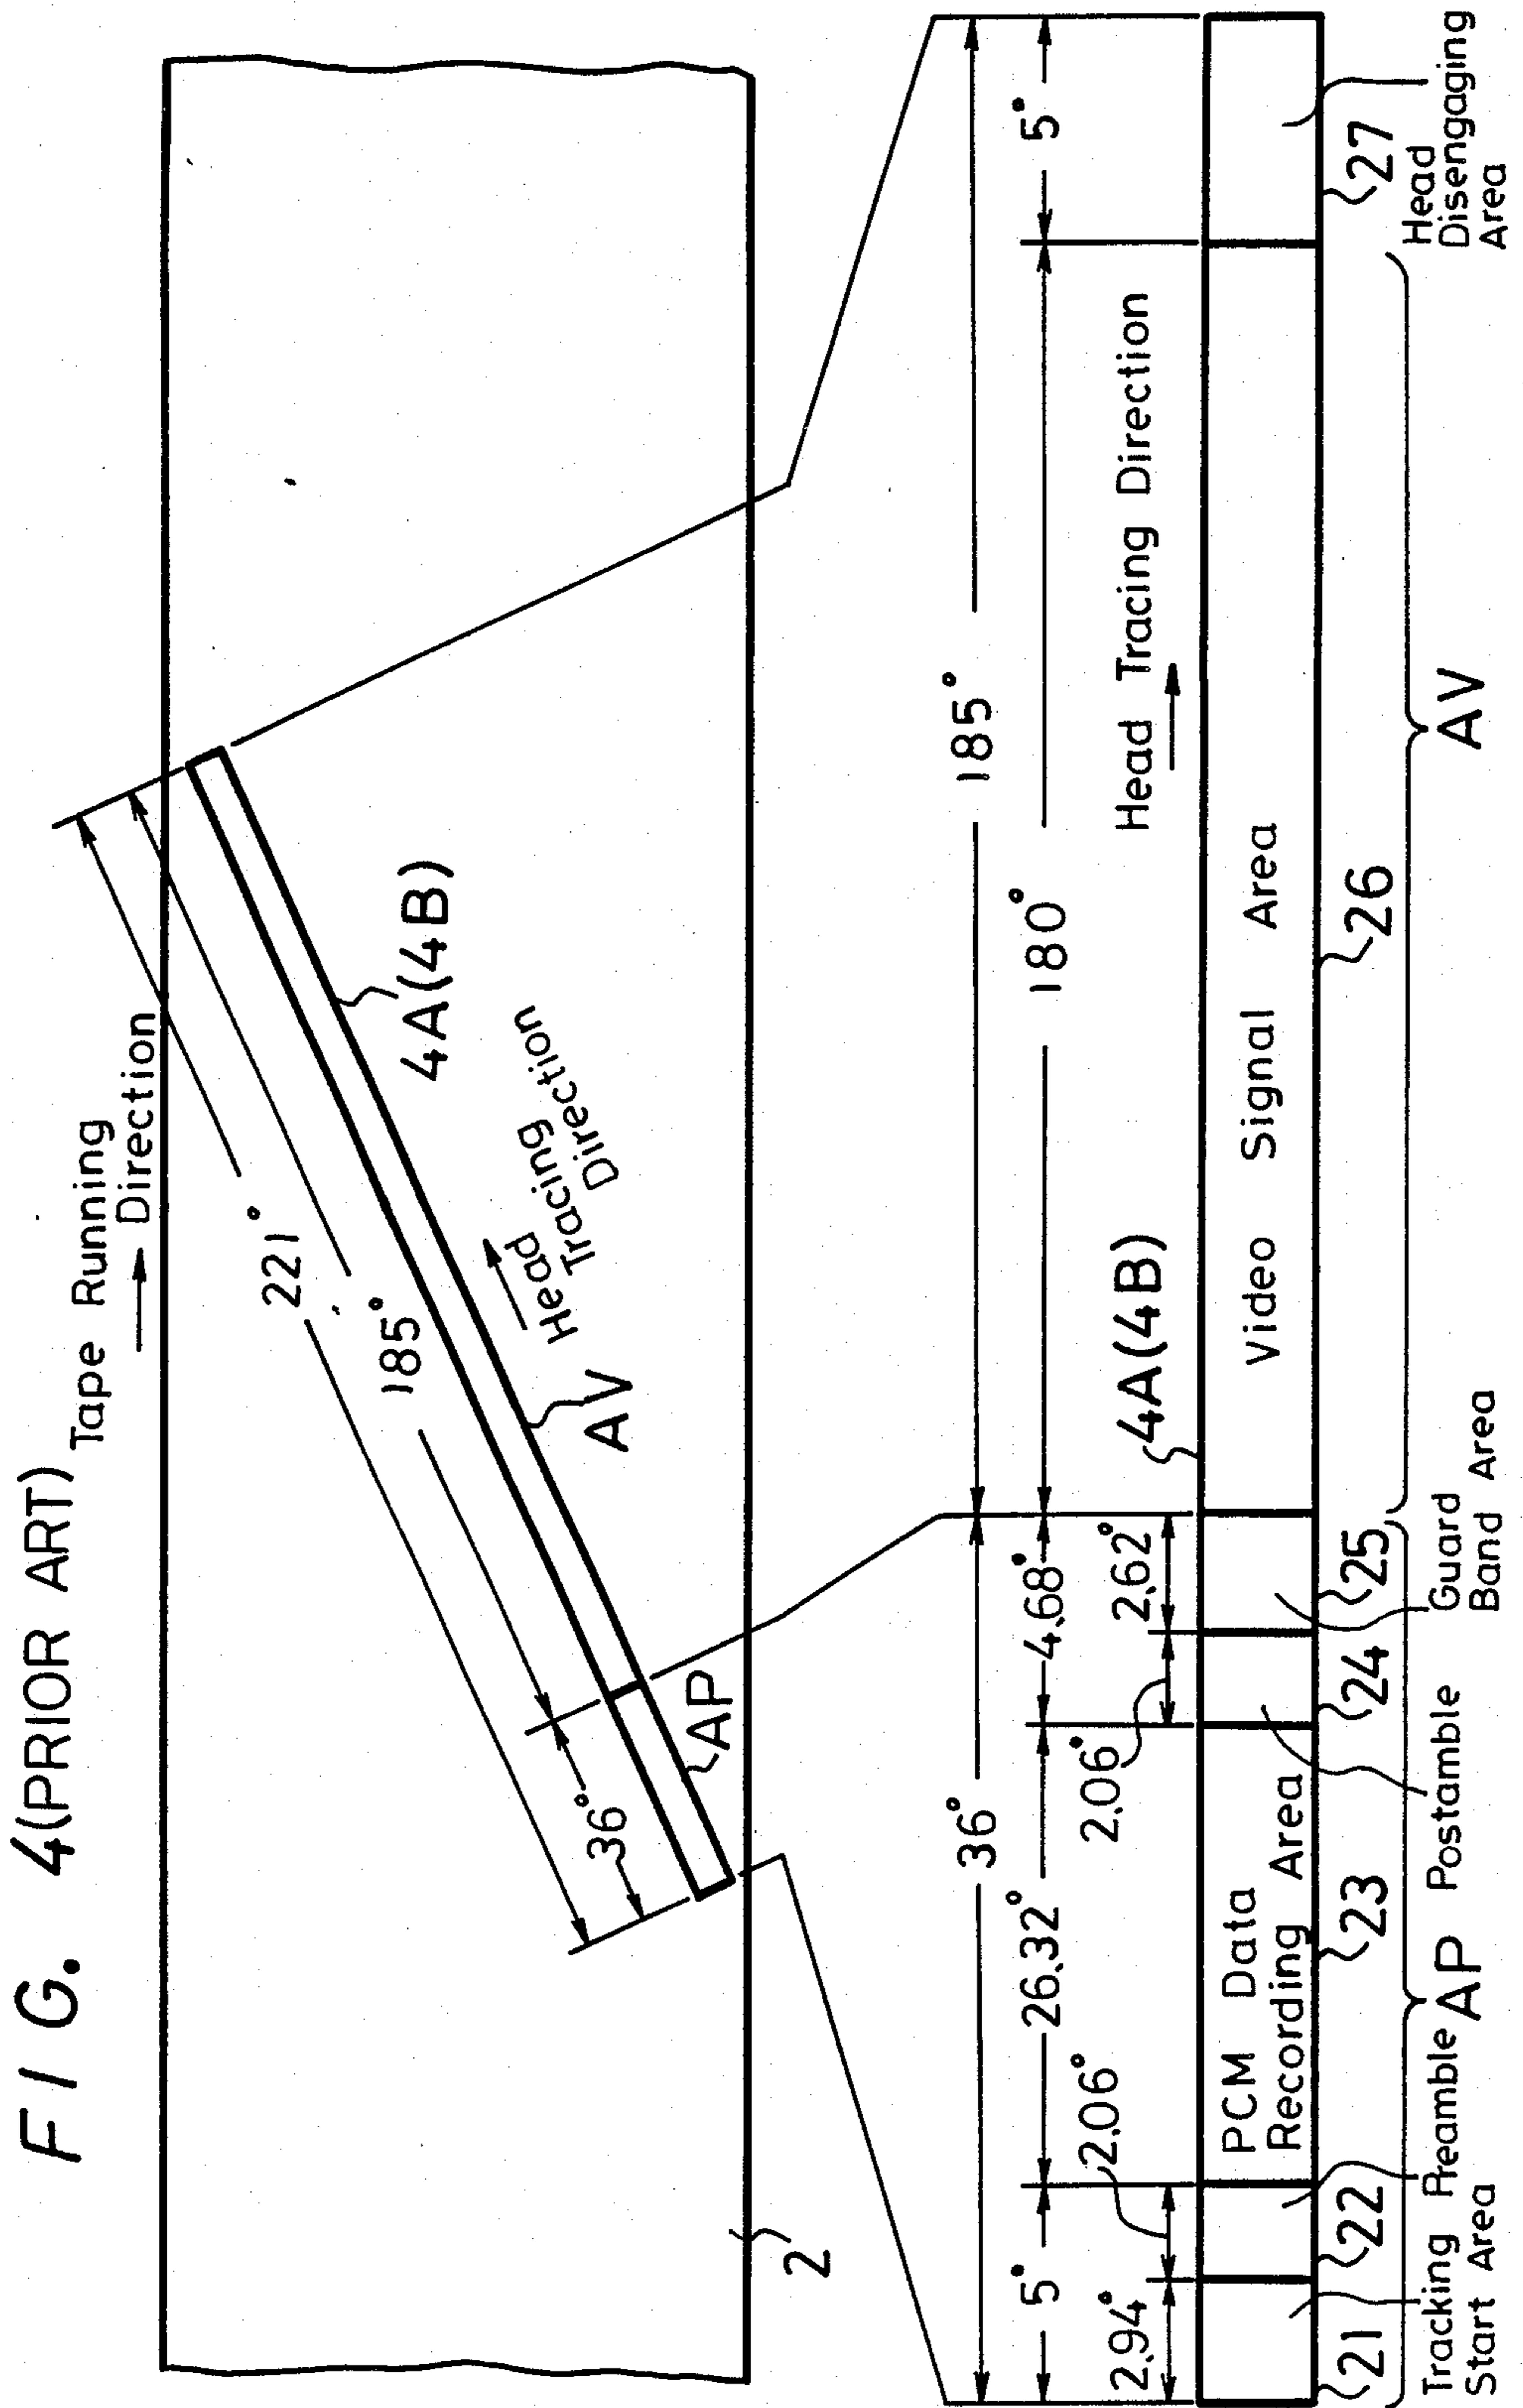 FIG. 4(PRIOR ART)
Tape Running
Direction
221°
185°
36°
4A(4B)
Head
Tracing
Direction
AV
AP
2
185°
36°
5°
180°
4.68°
26.32°
5°
Head Tracing Direction
4A(4B)
2.62°
2.06°
2.06°
2.94°
PCM Data
Recording Area
Video Signal Area
21
22
23
24
25
26
27
Tracking
Start Area
Preamble
AP
Postamble
Guard
Band Area
AV
Head
Disengaging
Area